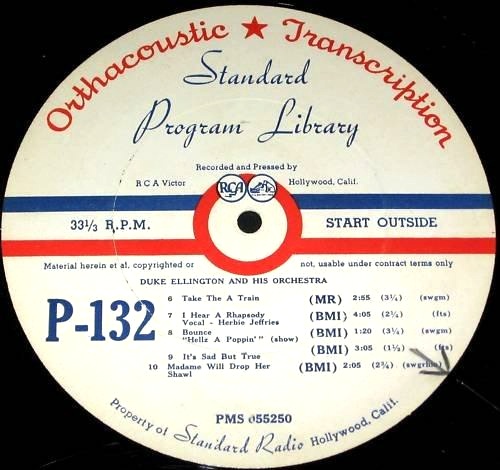 Orthacoustic ★ Transcription
Standard
Program Library
Recorded and Pressed by
R C A Victor RCA Hollywood, Calif.
33⅓ R.P.M. START OUTSIDE
Material herein et al. copyrighted or not, usable under contract terms only
DUKE ELLINGTON AND HIS ORCHESTRA
P-132
6 Take The A Train (MR) 2:55 (3¼) (swgm)
7 I Hear A Rhapsody (BMI) 4:05 (2¾) (fts)
Vocal - Herbie Jeffries
8 Bounce (BMI) 1:20 (3¼) (swgm)
"Hellz A Poppin'" (show)
9 It's Sad But True (BMI) 3:05 (1½) (fts)
10 Madame Will Drop Her (BMI) 2:05 (2¾)
Shawl
PMS 055250
Property of Standard Radio Hollywood, Calif.